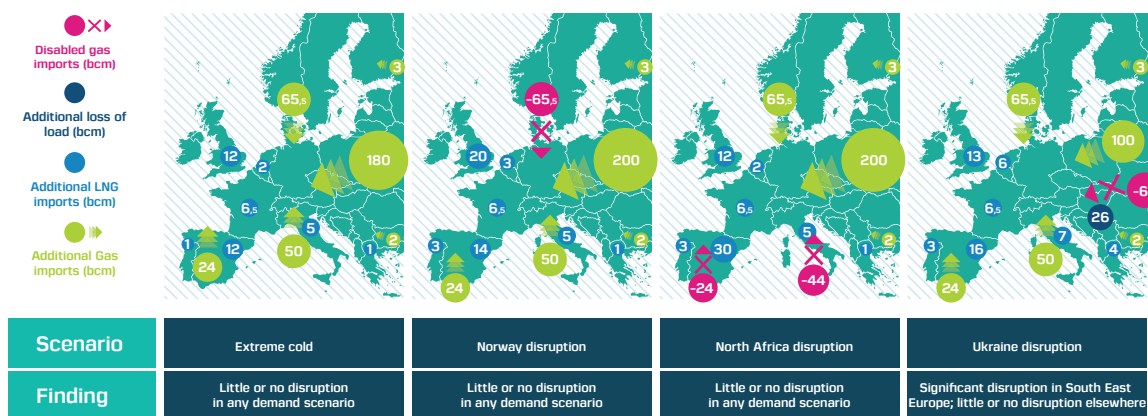 Disabled gas
imports (bcm)
Additional loss of
load (bcm)
Additional LNG
imports (bcm)
Additional Gas
imports (bcm)
3
65,5
12
2
180
6,5
5
1
12
50
24
1
2
3
-65,5
20
3
200
6,5
5
3
14
50
24
1
2
3
65,5
12
2
200
6,5
5
3
30
-24
-44
1
2
3
65,5
13
6
100
-6
26
6,5
7
3
16
50
24
4
2
Scenario
Extreme cold
Norway disruption
North Africa disruption
Ukraine disruption
Finding
Little or no disruption
in any demand scenario
Little or no disruption
in any demand scenario
Little or no disruption
in any demand scenario
Significant disruption in South East
Europe; little or no disruption elsewhere